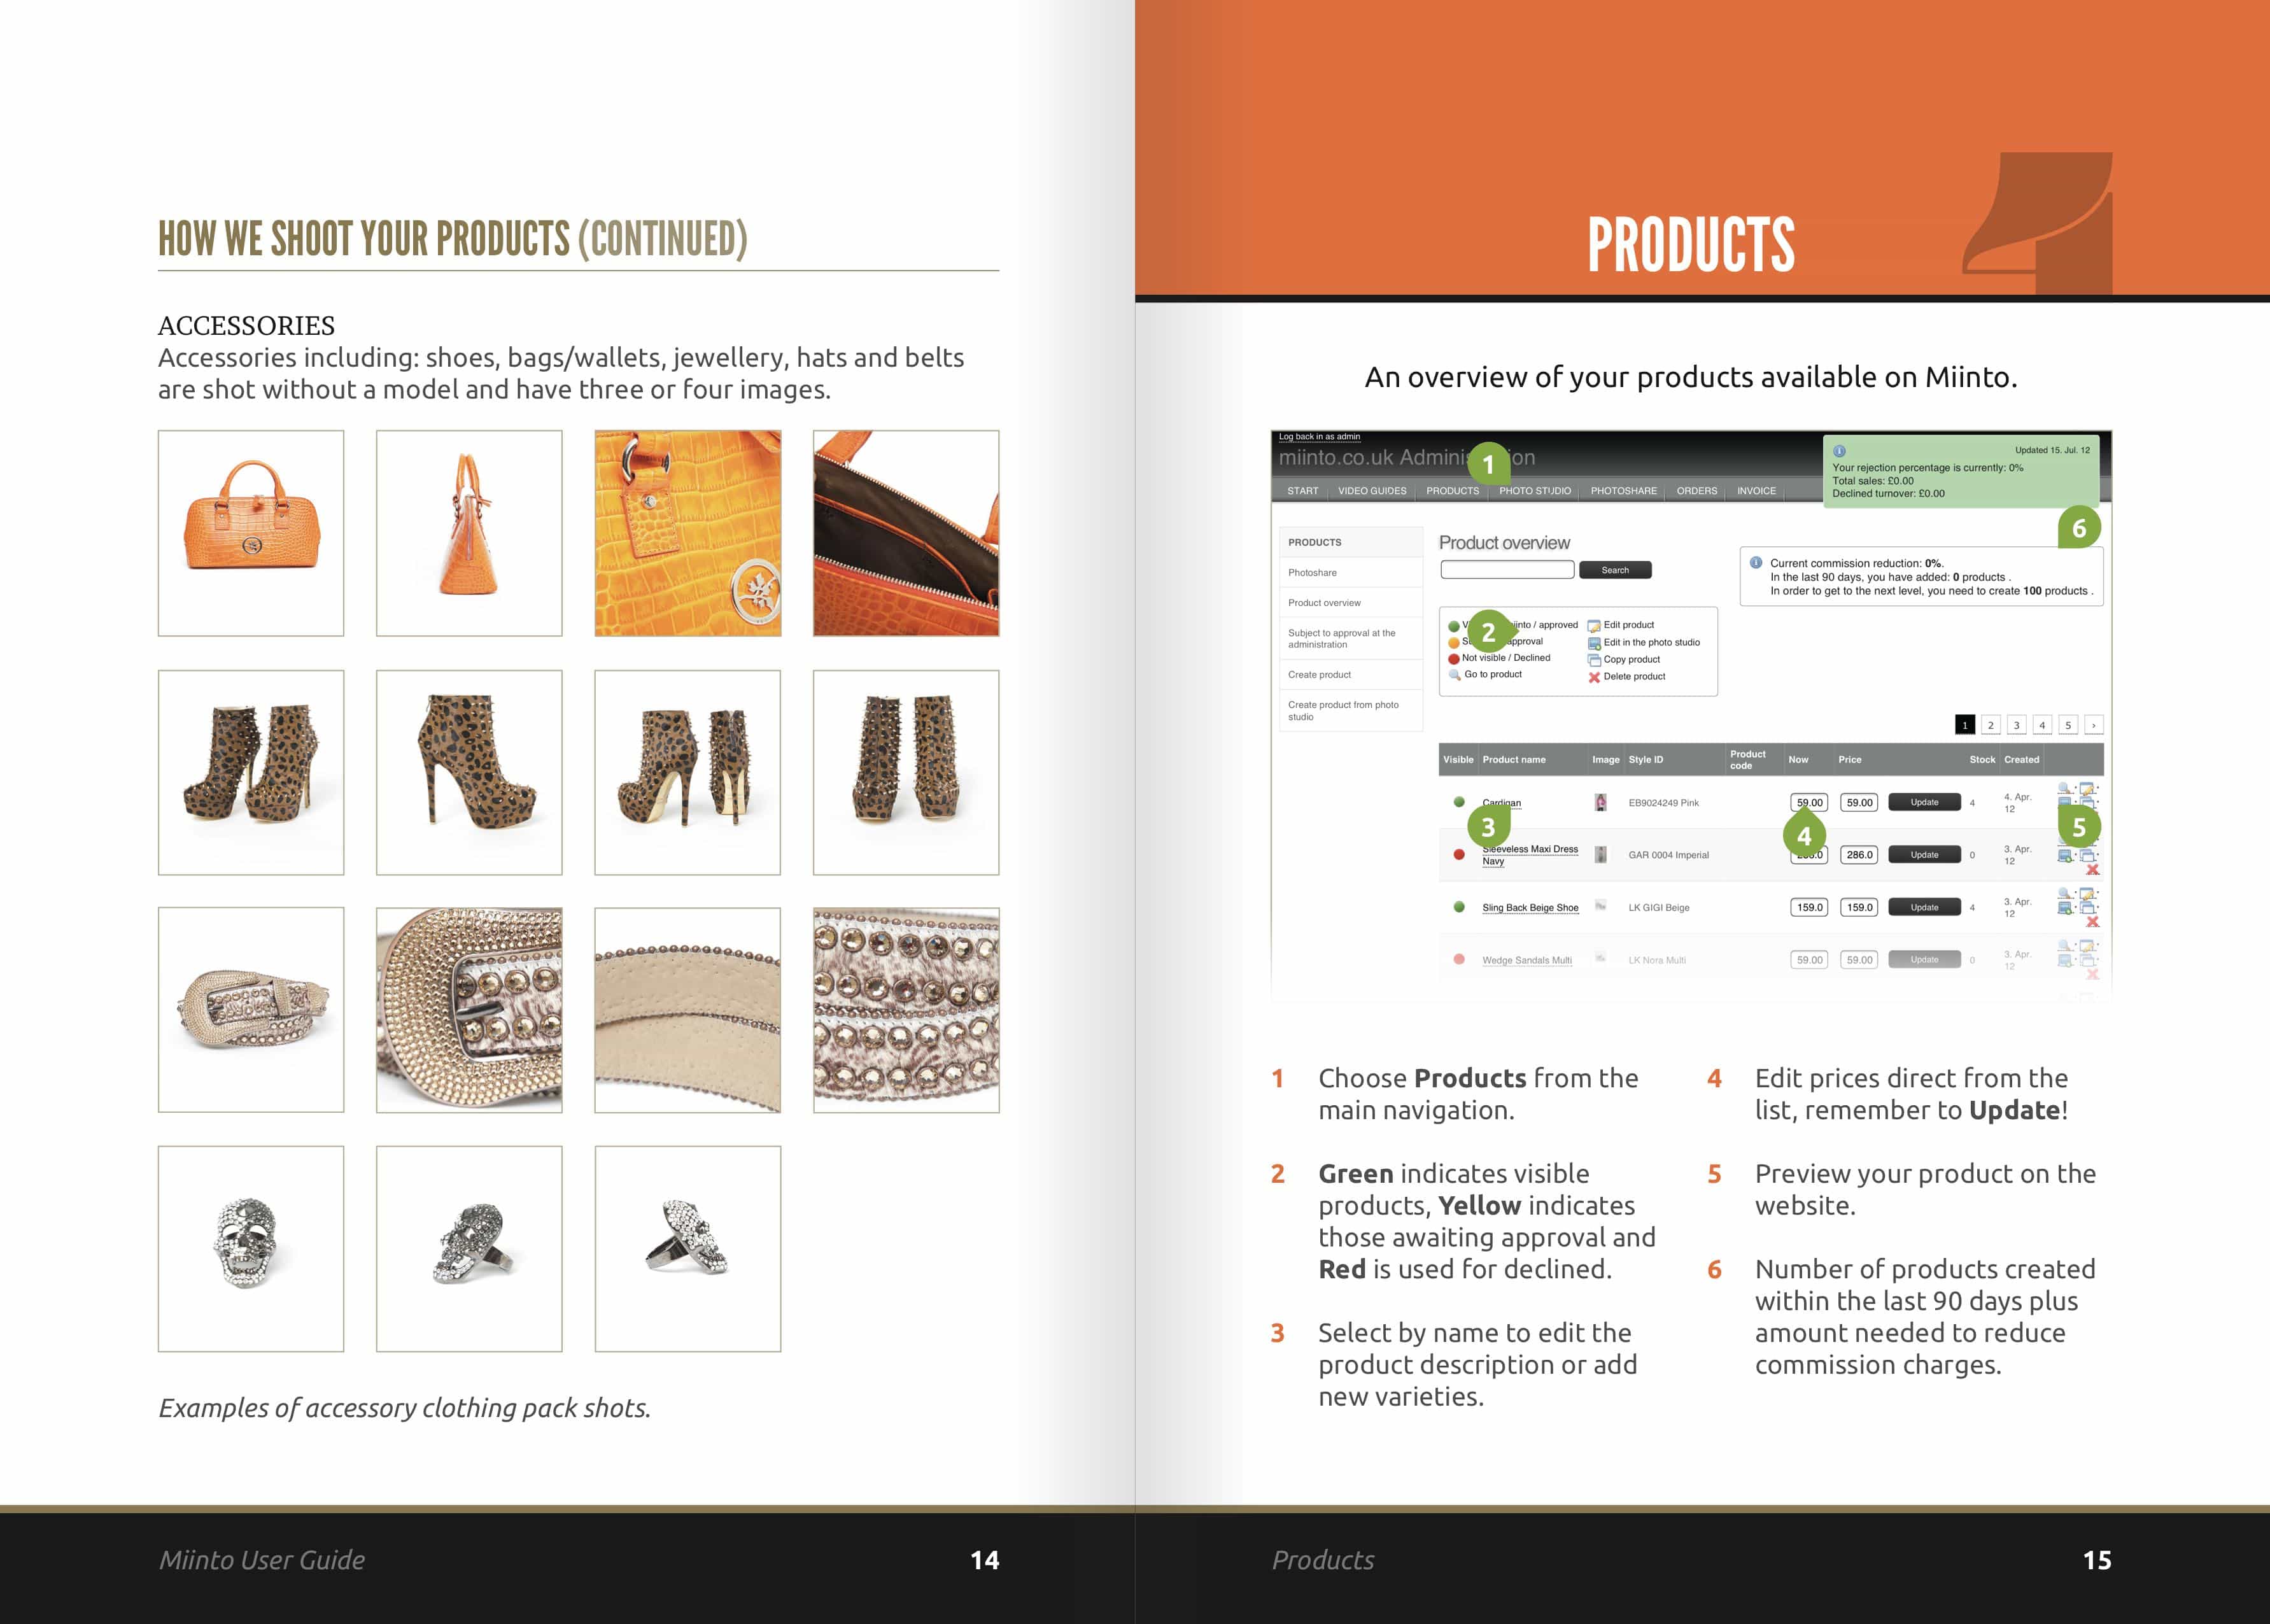 HOW WE SHOOT YOUR PRODUCTS (CONTINUED)
ACCESSORIES
Accessories including: shoes, bags/wallets, jewellery, hats and belts
are shot without a model and have three or four images.
Examples of accessory clothing pack shots.
Miinto User Guide
14
PRODUCTS
4
An overview of your products available on Miinto.
Log back in as admin
miinto.co.uk
1
START VIDEO GUIDES PRODUCTS PHOTO STUDIO PHOTOSHARE ORDERS INVOICE
Updated 15. Jul. 12
Your rejection percentage is currently: 0%
Total sales: £0.00
Declined turnover: £0.00
6
PRODUCTS
Photoshare
Product overview
Subject to approval at the
administration
Create product
Create product from photo
studio
Product overview
Search
Current commission reduction: 0%.
In the last 90 days, you have added: 0 products .
In order to get to the next level, you need to create 100 products .
2
/ approved
approval
Not visible / Declined
Go to product
Edit product
Edit in the photo studio
Copy product
Delete product
1 2 3 4 5 ›
Visible Product name Image Style ID Product code Now Price Stock Created
Cardigan EB9024249 Pink 59.00 59.00 Update 4 4. Apr.
12
3
4
5
Sleeveless Maxi Dress GAR 0004 Imperial 286.0 Update 0 3. Apr.
Navy 12
Sling Back Beige Shoe LK GIGI Beige 159.0 159.0 Update 4 3. Apr.
12
Wedge Sandals Multi LK Nora Multi 59.00 59.00 Update 0 3. Apr.
12
1 Choose Products from the
main navigation.
2 Green indicates visible
products, Yellow indicates
those awaiting approval and
Red is used for declined.
3 Select by name to edit the
product description or add
new varieties.
4 Edit prices direct from the
list, remember to Update!
5 Preview your product on the
website.
6 Number of products created
within the last 90 days plus
amount needed to reduce
commission charges.
Products
15